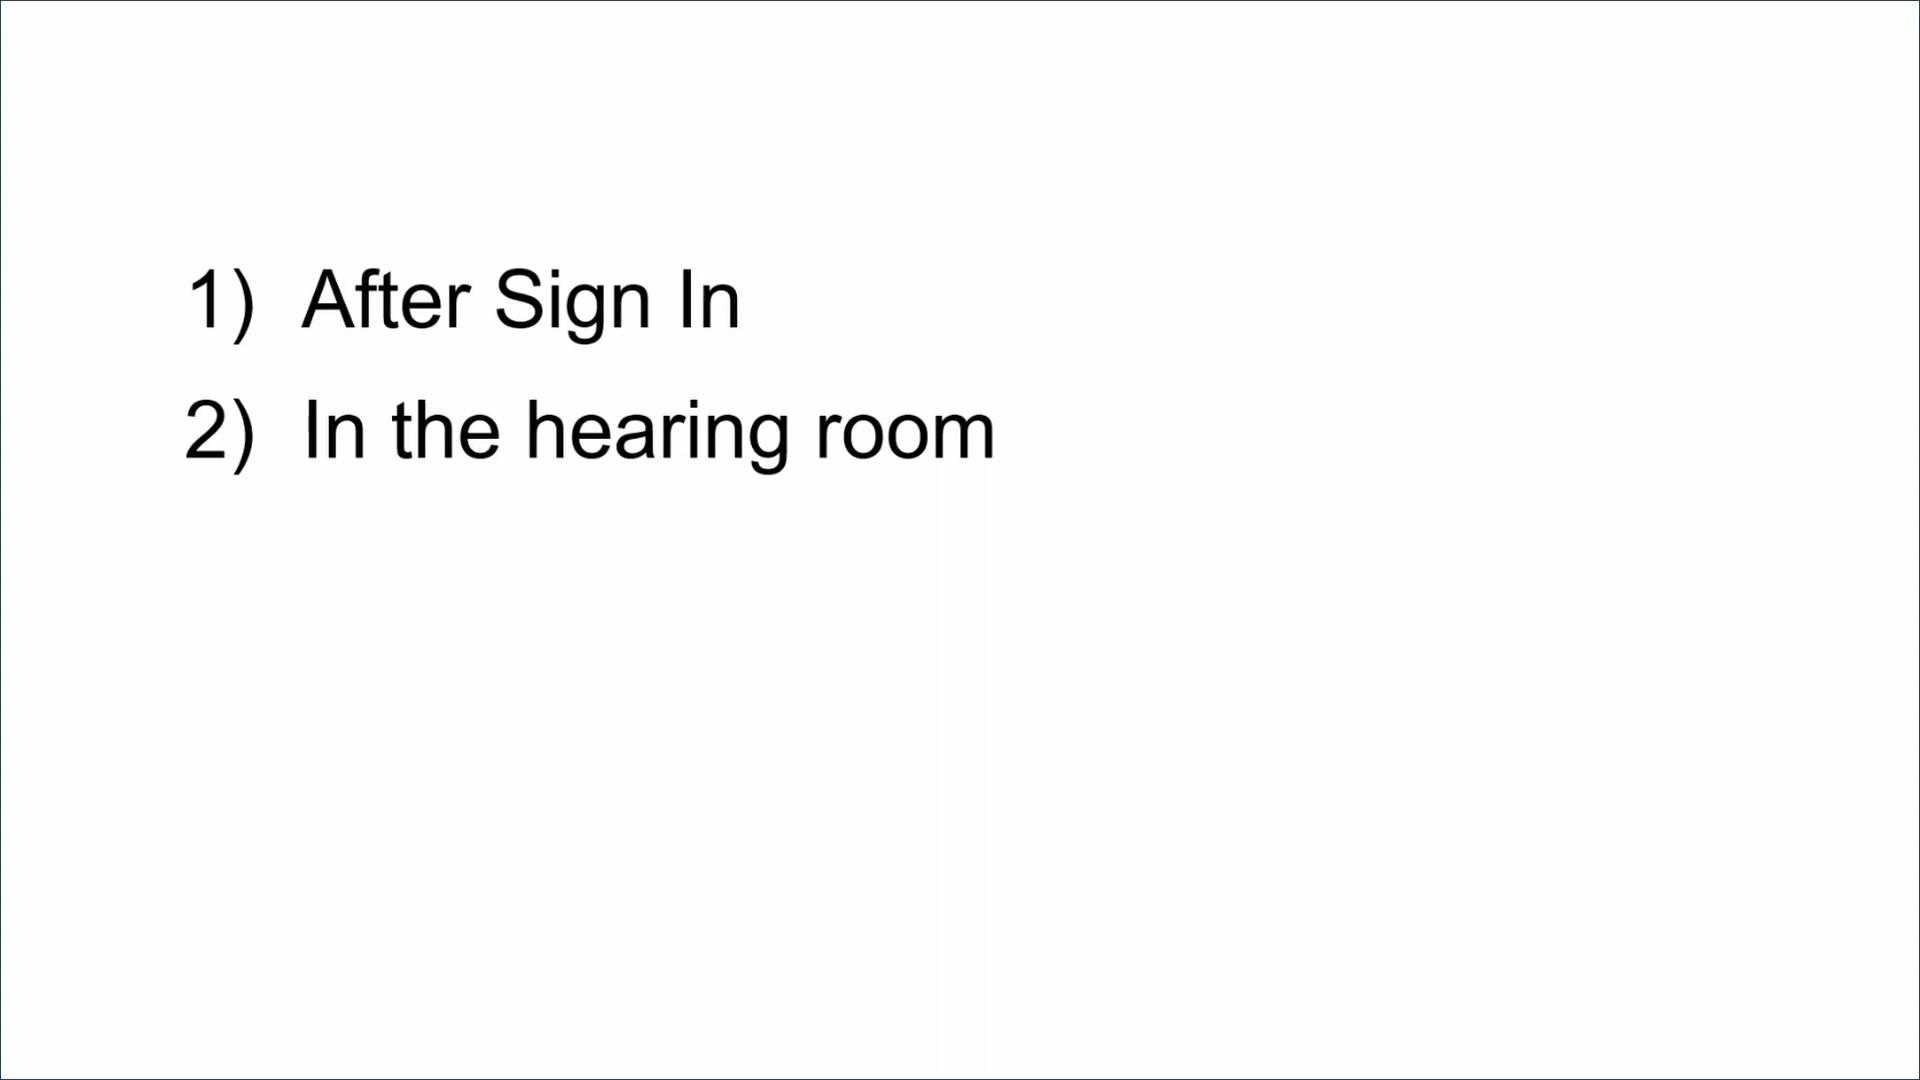 1) After Sign In
2) In the hearing room